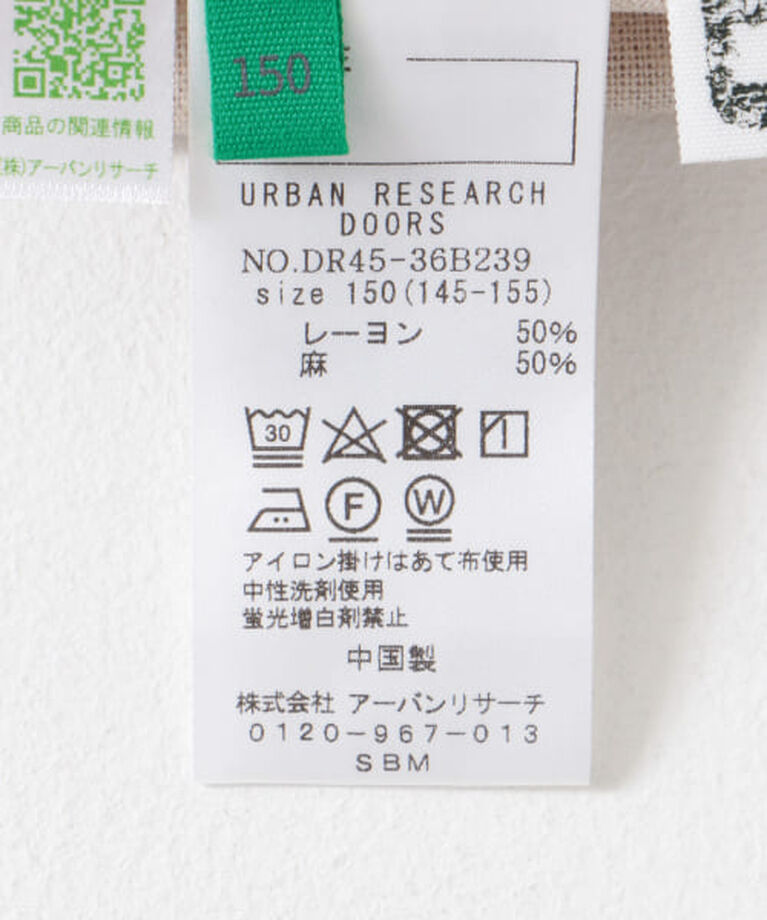 150
商品の関連情報
(株)アーバンリサーチ
URBAN RESEARCH
DOORS
NO.DR45-36B239
size 150(145-155)
レーヨン 50%
麻 50%
30
F W
アイロン掛けはあて布使用
中性洗剤使用
蛍光増白剤禁止
中国製
株式会社 アーバンリサーチ
0120-967-013
SBM